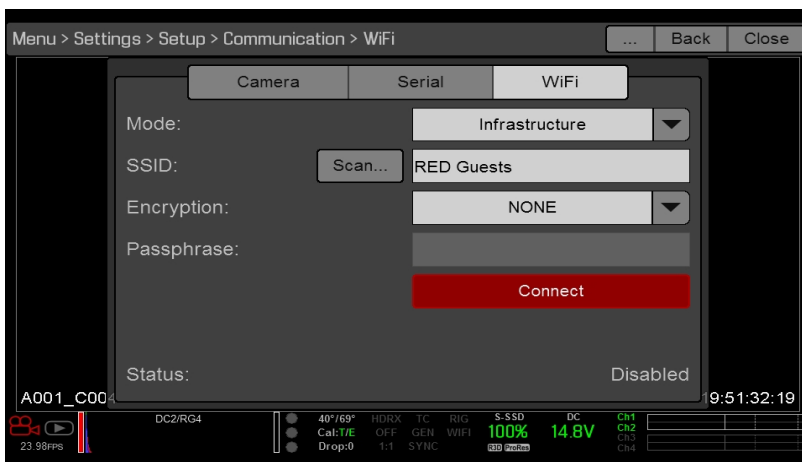 Menu > Settings > Setup > Communication > WiFi ... Back Close
Camera Serial WiFi
Mode: Infrastructure
SSID: Scan... RED Guests
Encryption: NONE
Passphrase:
Connect
Status: Disabled
A001_C00 9:51:32:19
DC2/RG4 40°/69° HDRX TC RIG S-SSD DC Ch1
Cal:T/E OFF GEN WIFI 100% 14.8V Ch2
23.98FPS Drop:0 1:1 SYNC R3D ProRes Ch3
Ch4